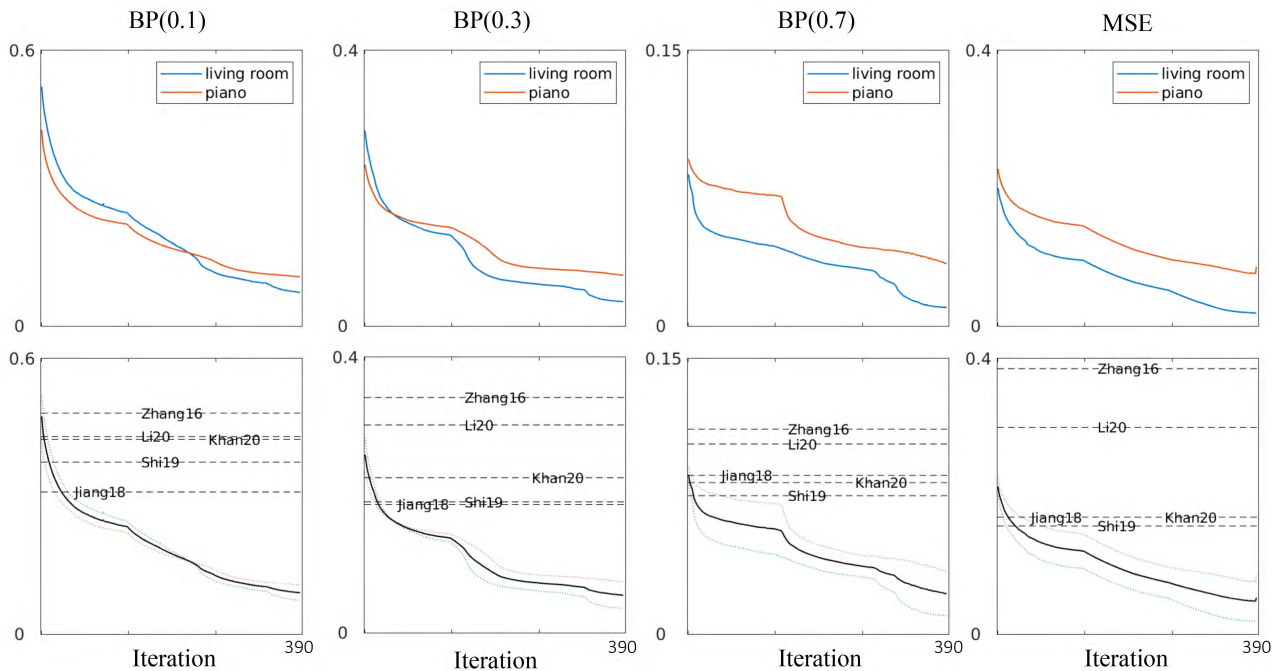 BP(0.1) BP(0.3) BP(0.7) MSE
0.6 0.4 0.15 0.4
living room living room living room living room
piano piano piano piano
0 0 0 0
0.6 0.4 0.15 0.4
Zhang16 Zhang16 Zhang16 Zhang16
Li20 Khan20 Li20 Li20 Li20
Shi19 Khan20 Jiang18 Khan20 Jiang18 Khan20
Jiang18 Jiang18 Shi19 Shi19 Shi19
0 0 0 0
390 390 390 390
Iteration Iteration Iteration Iteration